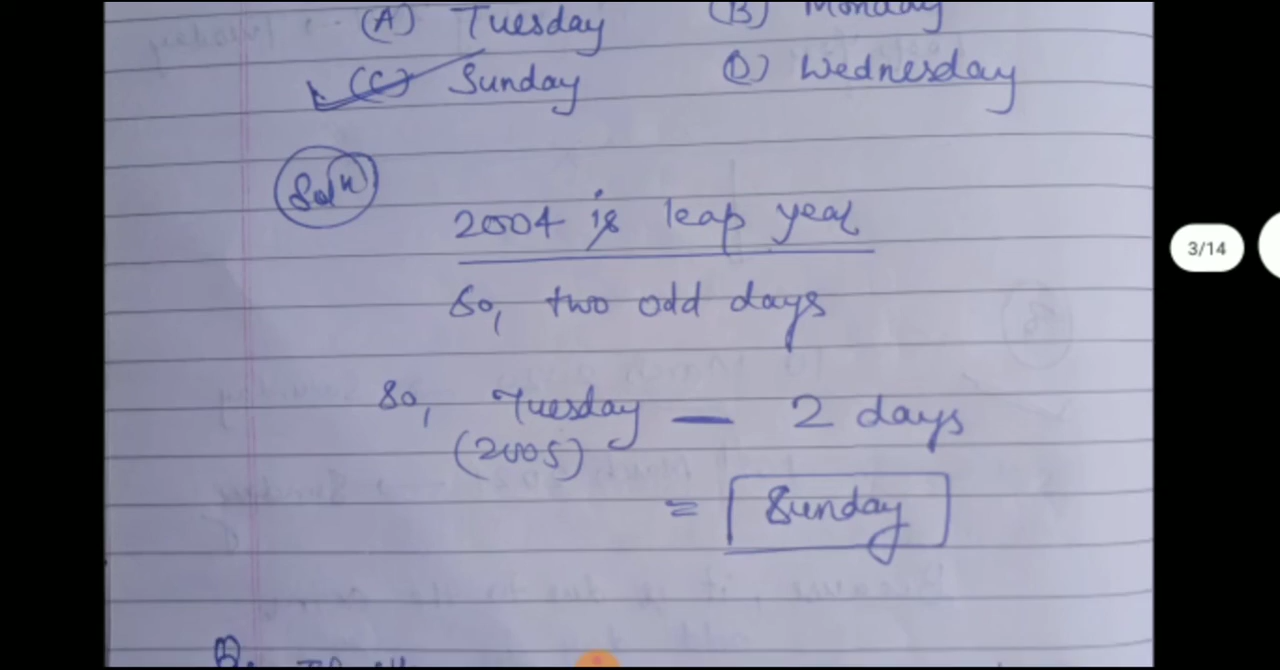 (A) Tuesday (B) Monday
(C) Sunday (D) Wednesday
Soln
2004 is leap year
So, two odd days
So, Tuesday — 2 days
(2005)
= Sunday
3/14